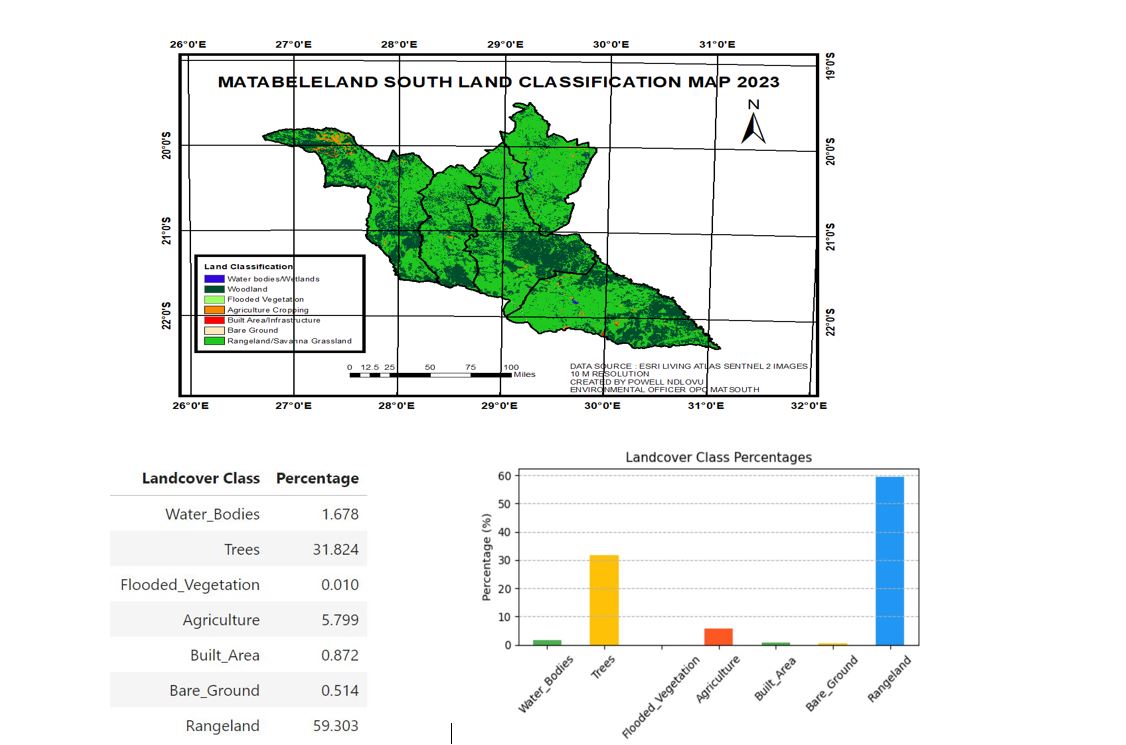 26°0'E 27°0'E 28°0'E 29°0'E 30°0'E 31°0'E
19°0'S
MATABELELAND SOUTH LAND CLASSIFICATION MAP 2023
N
20°0'S 20°0'S
21°0'S 21°0'S
Land Classification
Water bodies/Wetlands
Woodland
Flooded Vegetation
Agriculture Cropping
Built Area/Infrastructure
Bare Ground
Rangeland/Savanna Grassland
22°0'S 22°0'S
0 12.5 25 50 75 100
Miles
DATA SOURCE : ESRI LIVING ATLAS SENTNEL 2 IMAGES
10 M RESOLUTION
CREATED BY POWELL NDLOVU
ENVIRONMENTAL OFFICER OPC MATSOUTH
26°0'E 27°0'E 28°0'E 29°0'E 30°0'E 31°0'E 32°0'E
Landcover Class Percentage
Water_Bodies 1.678
Trees 31.824
Flooded_Vegetation 0.010
Agriculture 5.799
Built_Area 0.872
Bare_Ground 0.514
Rangeland 59.303
Landcover Class Percentages
Percentage (%)
60
50
40
30
20
10
0
Water_Bodies
Trees
Flooded_Vegetation
Agriculture
Built_Area
Bare_Ground
Rangeland